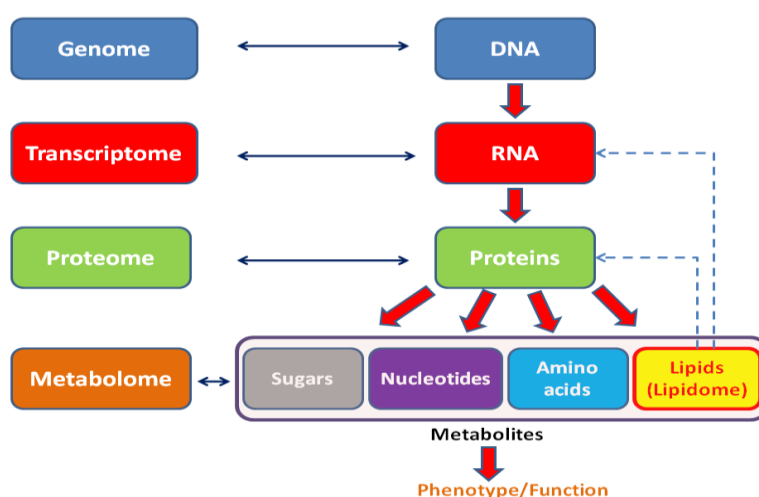 Genome
DNA
Transcriptome
RNA
Proteome
Proteins
Metabolome
Sugars
Nucleotides
Amino
acids
Lipids
(Lipidome)
Metabolites
Phenotype/Function